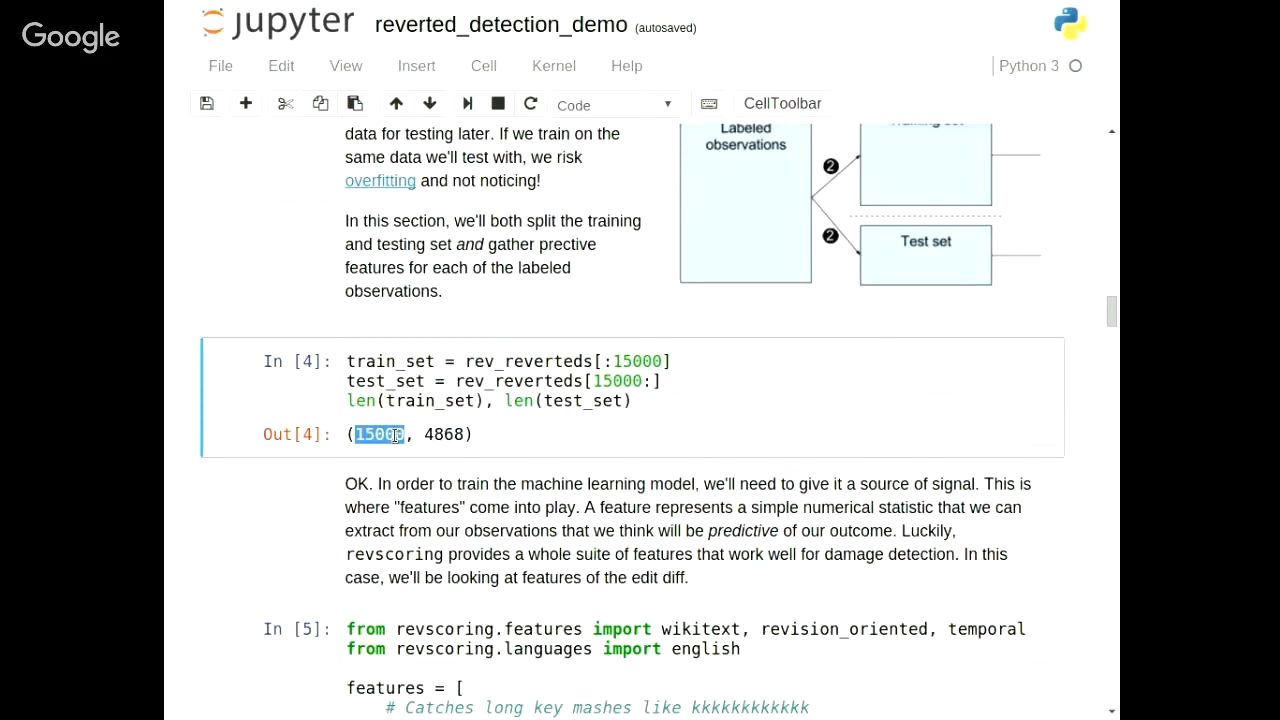 Google
jupyter reverted_detection_demo (autosaved)
File Edit View Insert Cell Kernel Help Python 3
Code CellToolbar
data for testing later. If we train on the
same data we'll test with, we risk
overfitting and not noticing!
In this section, we'll both split the training
and testing set and gather prective
features for each of the labeled
observations.
Labeled
observations
Training set
2
2
Test set
In [4]: train_set = rev_reverteds[:15000]
test_set = rev_reverteds[15000:]
len(train_set), len(test_set)
Out[4]: (15000, 4868)
OK. In order to train the machine learning model, we'll need to give it a source of signal. This is
where "features" come into play. A feature represents a simple numerical statistic that we can
extract from our observations that we think will be predictive of our outcome. Luckily,
revscoring provides a whole suite of features that work well for damage detection. In this
case, we'll be looking at features of the edit diff.
In [5]: from revscoring.features import wikitext, revision_oriented, temporal
from revscoring.languages import english
features = [
# Catches long key mashes like kkkkkkkkkkkk